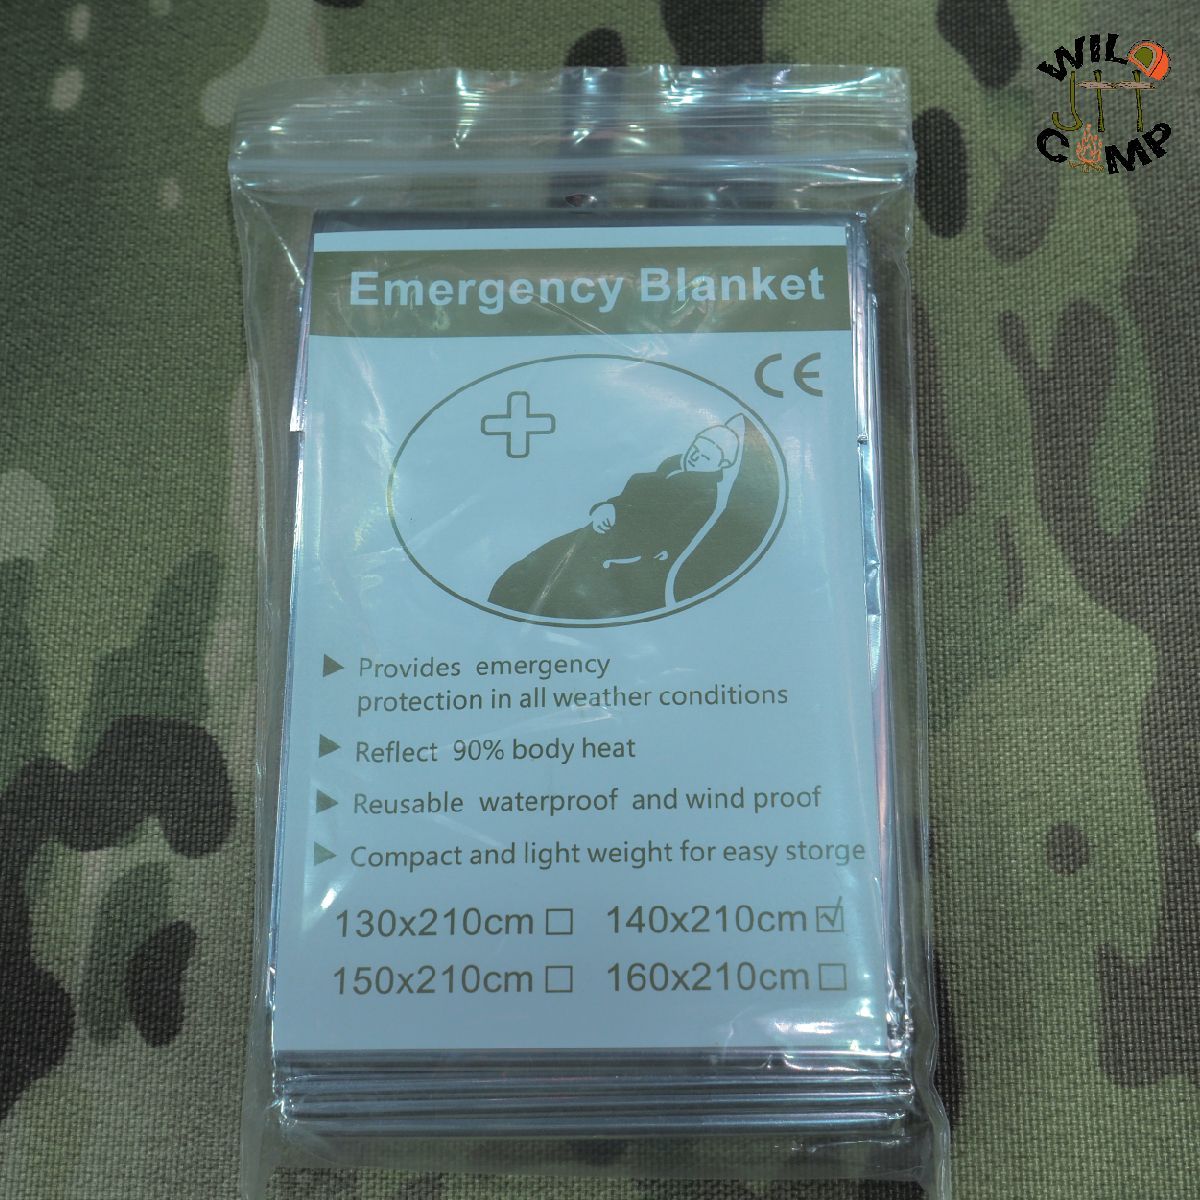 WILD
CAMP
Emergency Blanket
CE
Provides emergency
protection in all weather conditions
Reflect 90% body heat
Reusable waterproof and wind proof
Compact and light weight for easy storge
130x210cm☐ 140x210cm☑
150x210cm☐ 160x210cm☐